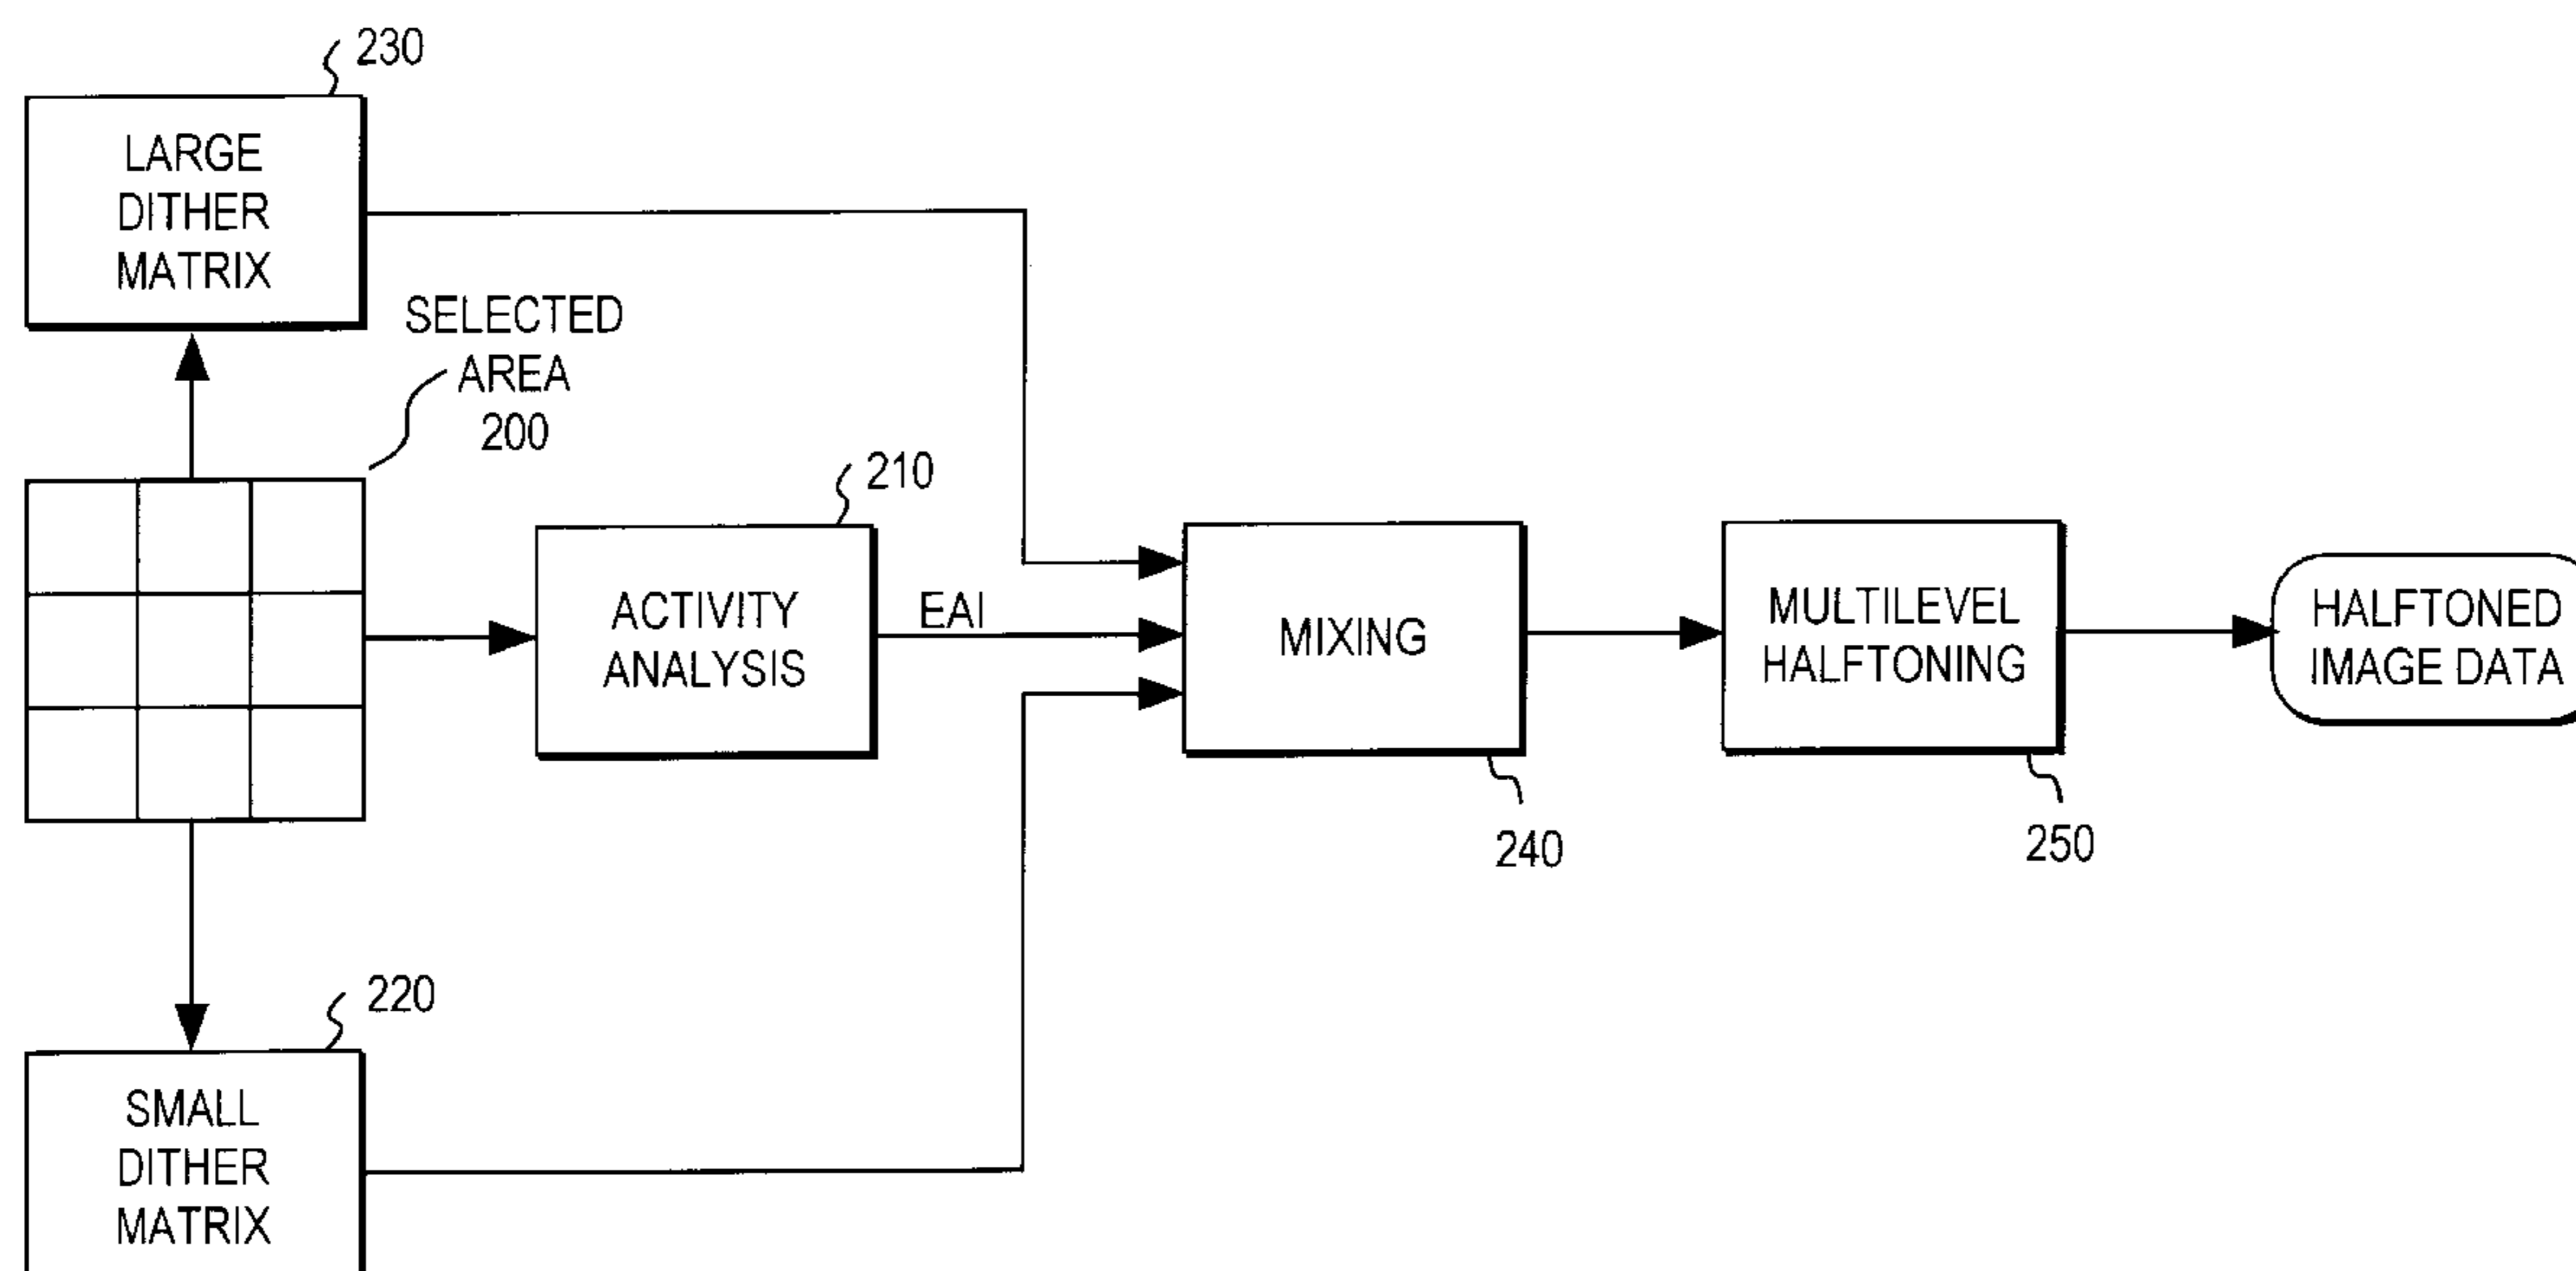 230
LARGE
DITHER
MATRIX
SELECTED
AREA
200
210
ACTIVITY
ANALYSIS
EAI
MIXING
240
MULTILEVEL
HALFTONING
250
HALFTONED
IMAGE DATA
220
SMALL
DITHER
MATRIX